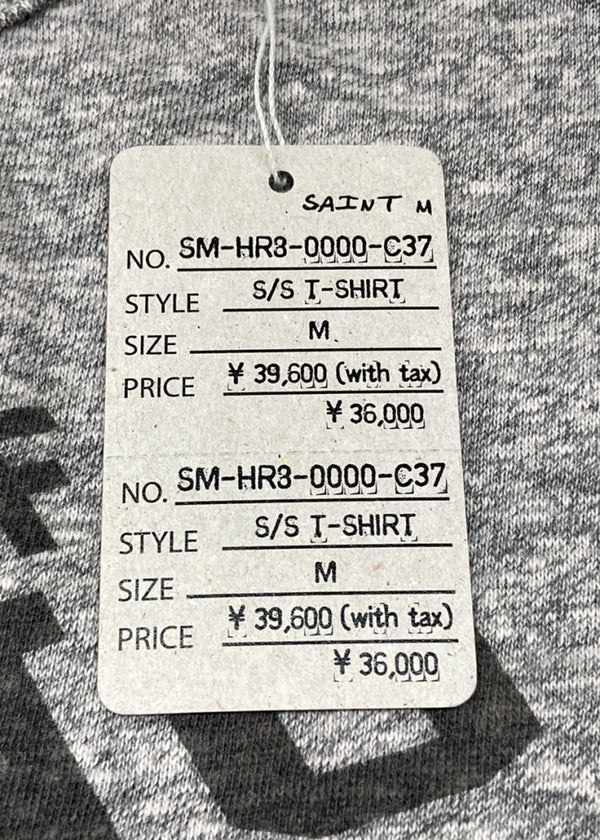 SAINT M
NO. SM-HR3-0000-C37
STYLE S/S T-SHIRT
SIZE M
PRICE ¥ 39,600 (with tax)
¥ 36,000
NO. SM-HR3-0000-C37
STYLE S/S T-SHIRT
SIZE M
PRICE ¥ 39,600 (with tax)
¥ 36,000